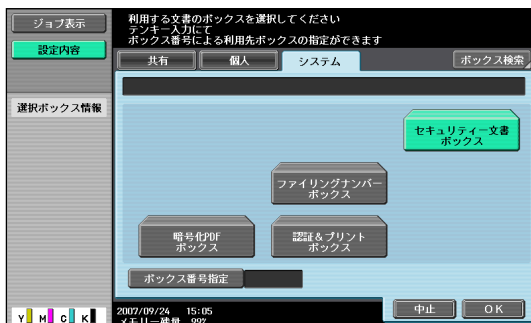 ジョブ表示
設定内容
選択ボックス情報
利用する文書のボックスを選択してください
テンキー入力にて
ボックス番号による利用先ボックスの指定ができます
共有
個人
システム
ボックス検索
セキュリティー文書
ボックス
ファイリングナンバー
ボックス
暗号化PDF
ボックス
認証&プリント
ボックス
ボックス番号指定
中止
OK
Y M C K
2007/09/24 15:05
メモリー残量 99%